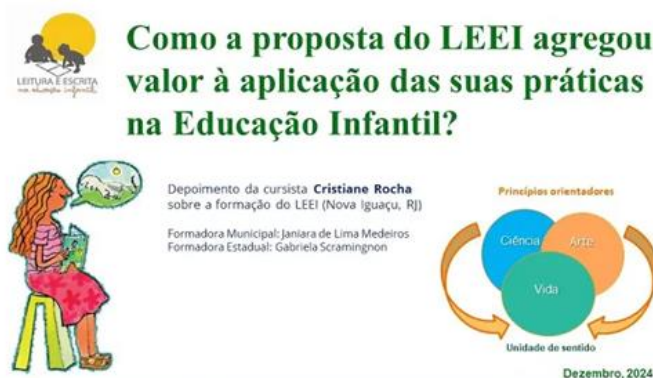 LEITURA E ESCRITA
na educação infantil
Como a proposta do LEEI agregou
valor à aplicação das suas práticas
na Educação Infantil?
Depoimento da cursista Cristiane Rocha
sobre a formação do LEEI (Nova Iguaçu, RJ)
Formadora Municipal: Janiara de Lima Medeiros
Formadora Estadual: Gabriela Scramingnon
Princípios orientadores
Ciência
Arte
Vida
Unidade de sentido
Dezembro, 2024